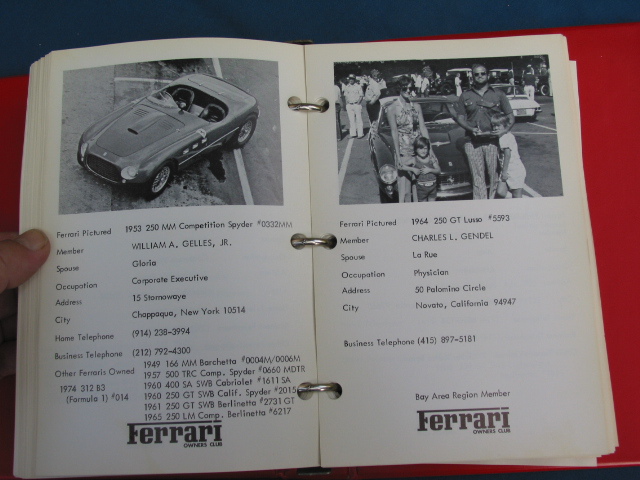 Ferrari Pictured 1953 250 MM Competition Spyder #0332MM
Member WILLIAM A. GELLES, JR.
Spouse Gloria
Occupation Corporate Executive
Address 15 Stornowaye
City Chappaqua, New York 10514
Home Telephone (914) 238-3994
Business Telephone (212) 792-4300
Other Ferraris Owned 1949 166 MM Barchetta #0004M/0006M
1957 500 TRC Comp. Spyder #0660 MDTR
1974 312 B3 1960 400 SA SWB Cabriolet #1611 SA
(Formula 1) #014 1960 250 GT SWB Calif. Spyder #2015
1961 250 GT SWB Berlinetta #2731 GT
1965 250 LM Comp. Berlinetta #6217
Ferrari
OWNERS CLUB
Ferrari Pictured 1964 250 GT Lusso #5593
Member CHARLES L. GENDEL
Spouse La Rue
Occupation Physician
Address 50 Palomino Circle
City Novato, California 94947
Business Telephone (415) 897-5181
Bay Area Region Member
Ferrari
OWNERS CLUB